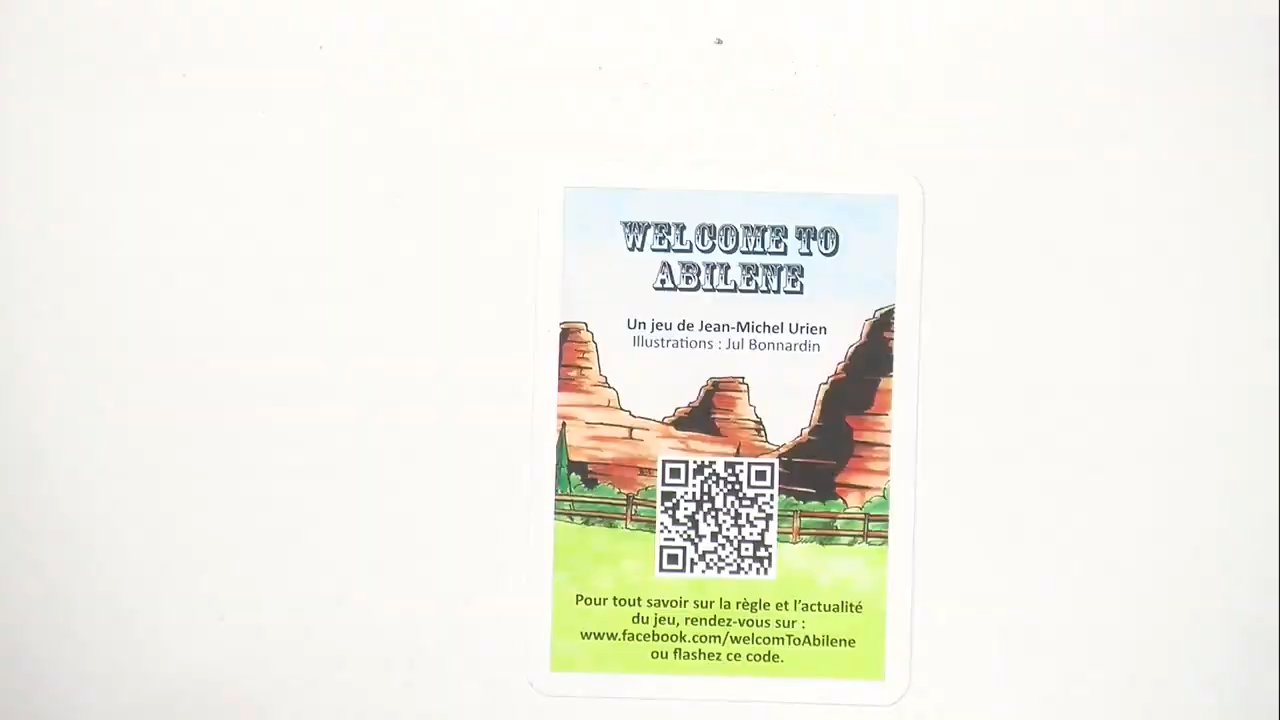 WELCOME TO
ABILENE
Un jeu de Jean-Michel Urien
Illustrations : Jul Bonnardin
Pour tout savoir sur la règle et l'actualité
du jeu, rendez-vous sur :
www.facebook.com/welcomToAbilene
ou flashez ce code.